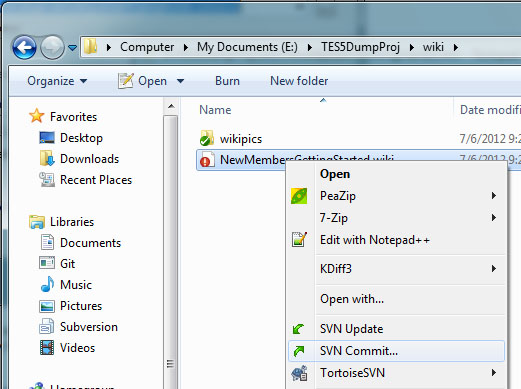 Computer ▸ My Documents (E:) ▸ TES5DumpProj ▸ wiki ▸
Organize Open Burn New folder
Name Date modifi
Favorites
Desktop
Downloads
Recent Places
Libraries
Documents
Git
Music
Pictures
Subversion
Videos
wikipics 7/6/2012 9:2
NewMembersGettingStarted.wiki 7/6/2012 9:2
Open
PeaZip
7-Zip
Edit with Notepad++
KDiff3
Open with...
SVN Update
SVN Commit...
TortoiseSVN